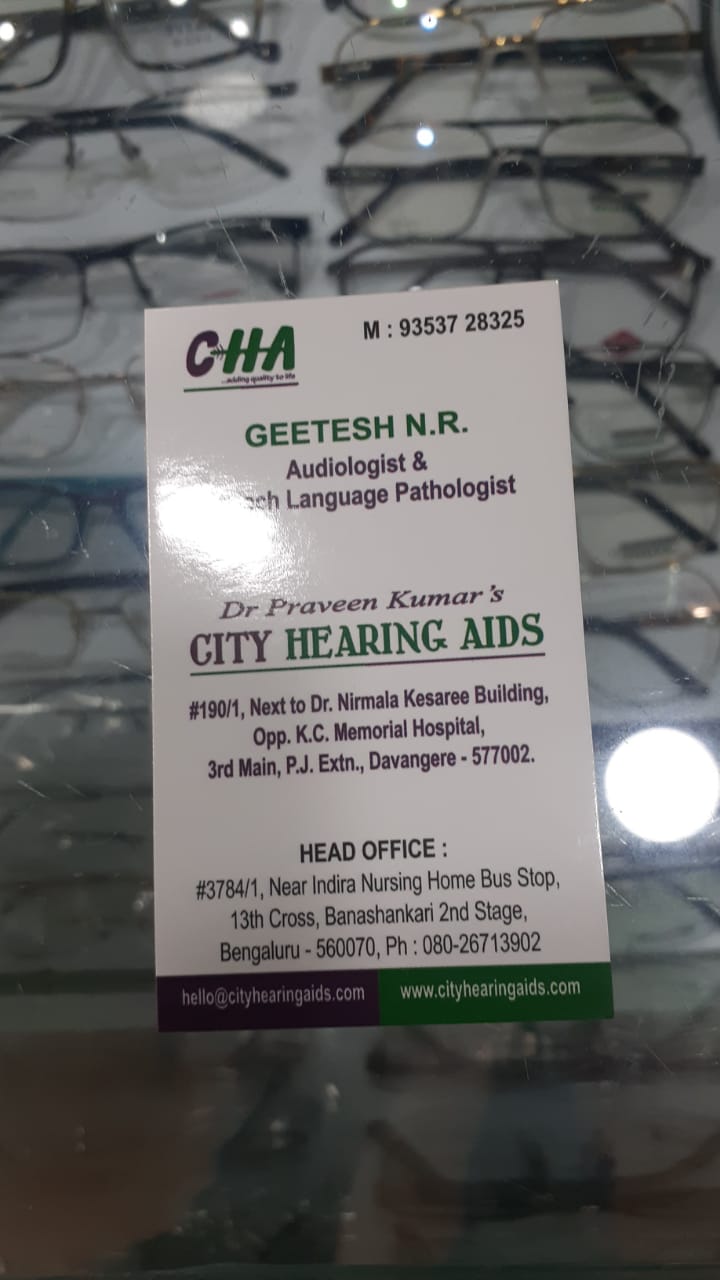 CHA
...adding quality to life
M : 93537 28325
GEETESH N.R.
Audiologist &
Language Pathologist
Dr Praveen Kumar's
CITY HEARING AIDS
#190/1, Next to Dr. Nirmala Kesaree Building,
Opp. K.C. Memorial Hospital,
3rd Main, P.J. Extn., Davangere - 577002.
HEAD OFFICE :
#3784/1, Near Indira Nursing Home Bus Stop,
13th Cross, Banashankari 2nd Stage,
Bengaluru - 560070, Ph : 080-26713902
hello@cityhearingaids.com
www.cityhearingaids.com